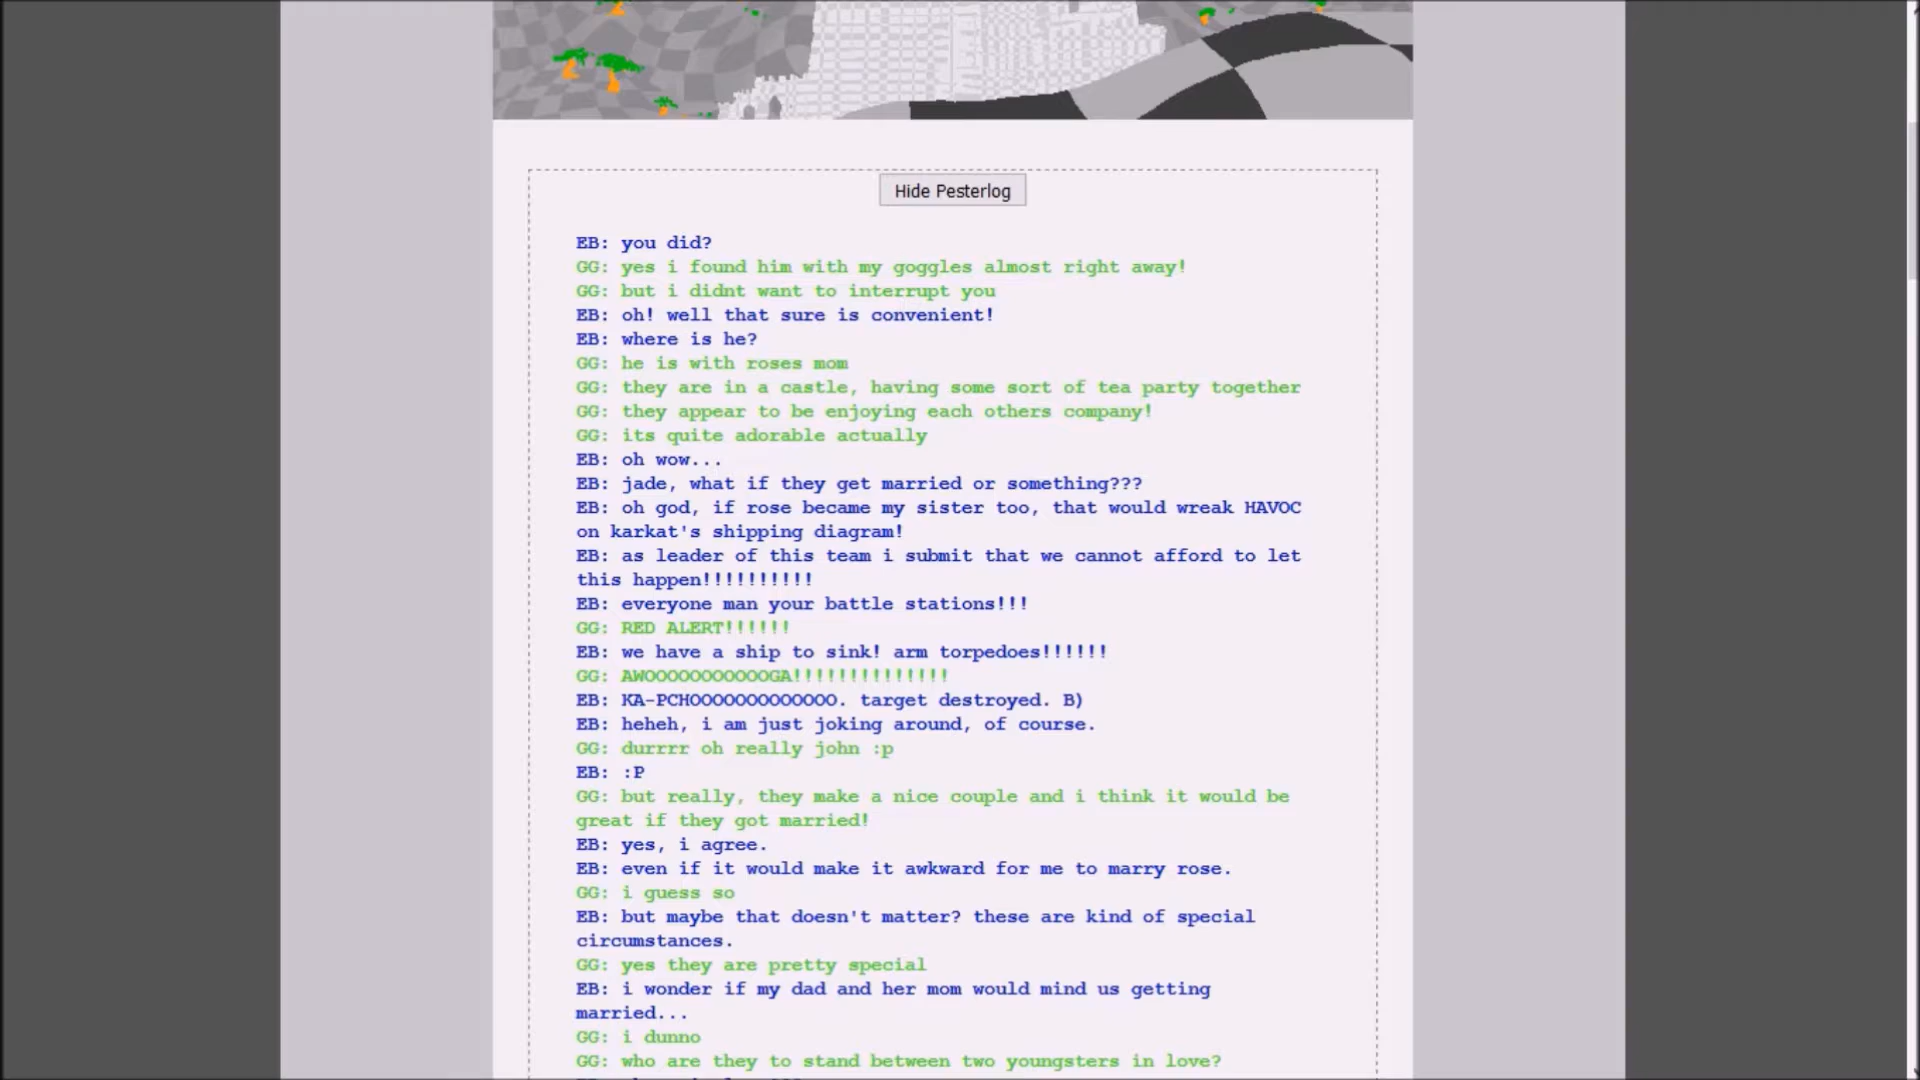 Hide Pesterlog
EB: you did?
GG: yes i found him with my goggles almost right away!
GG: but i didnt want to interrupt you
EB: oh! well that sure is convenient!
EB: where is he?
GG: he is with roses mom
GG: they are in a castle, having some sort of tea party together
GG: they appear to be enjoying each others company!
GG: its quite adorable actually
EB: oh wow...
EB: jade, what if they get married or something???
EB: oh god, if rose became my sister too, that would wreak HAVOC
on karkat's shipping diagram!
EB: as leader of this team i submit that we cannot afford to let
this happen!!!!!!!!!!
EB: everyone man your battle stations!!!
GG: RED ALERT!!!!!!
EB: we have a ship to sink! arm torpedoes!!!!!!
GG: AWOOOOOOOOOOOGA!!!!!!!!!!!!!!
EB: KA-PCHOOOOOOOOOOOOO. target destroyed. B)
EB: heheh, i am just joking around, of course.
GG: durrrr oh really john :p
EB: :P
GG: but really, they make a nice couple and i think it would be
great if they got married!
EB: yes, i agree.
EB: even if it would make it awkward for me to marry rose.
GG: i guess so
EB: but maybe that doesn't matter? these are kind of special
circumstances.
GG: yes they are pretty special
EB: i wonder if my dad and her mom would mind us getting
married...
GG: i dunno
GG: who are they to stand between two youngsters in love?